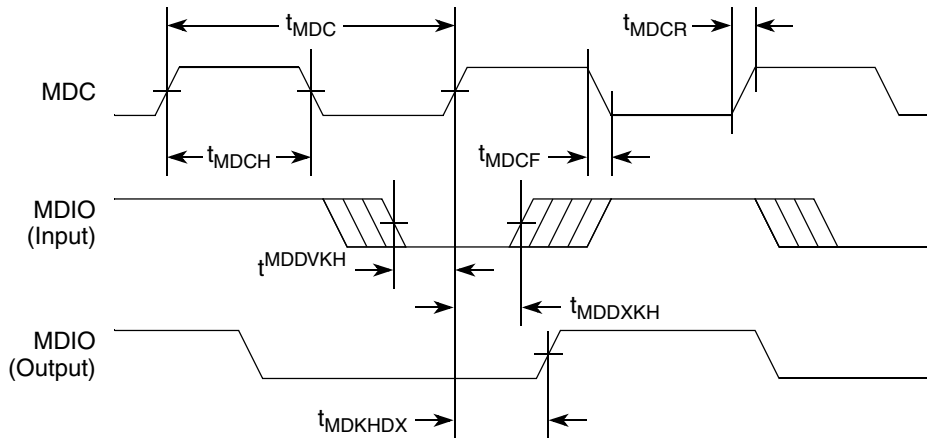 tMDC
tMDCR
MDC
tMDCH
tMDCF
MDIO
(Input)
tMDDVKH
tMDDXKH
MDIO
(Output)
tMDKHDX